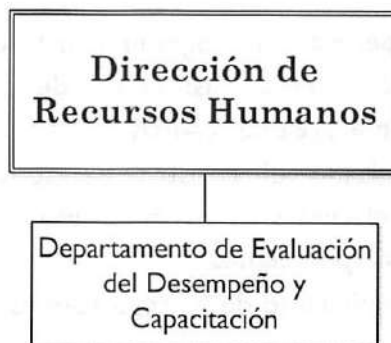 Dirección de
Recursos Humanos
Departamento de Evaluación
del Desempeño y
Capacitación